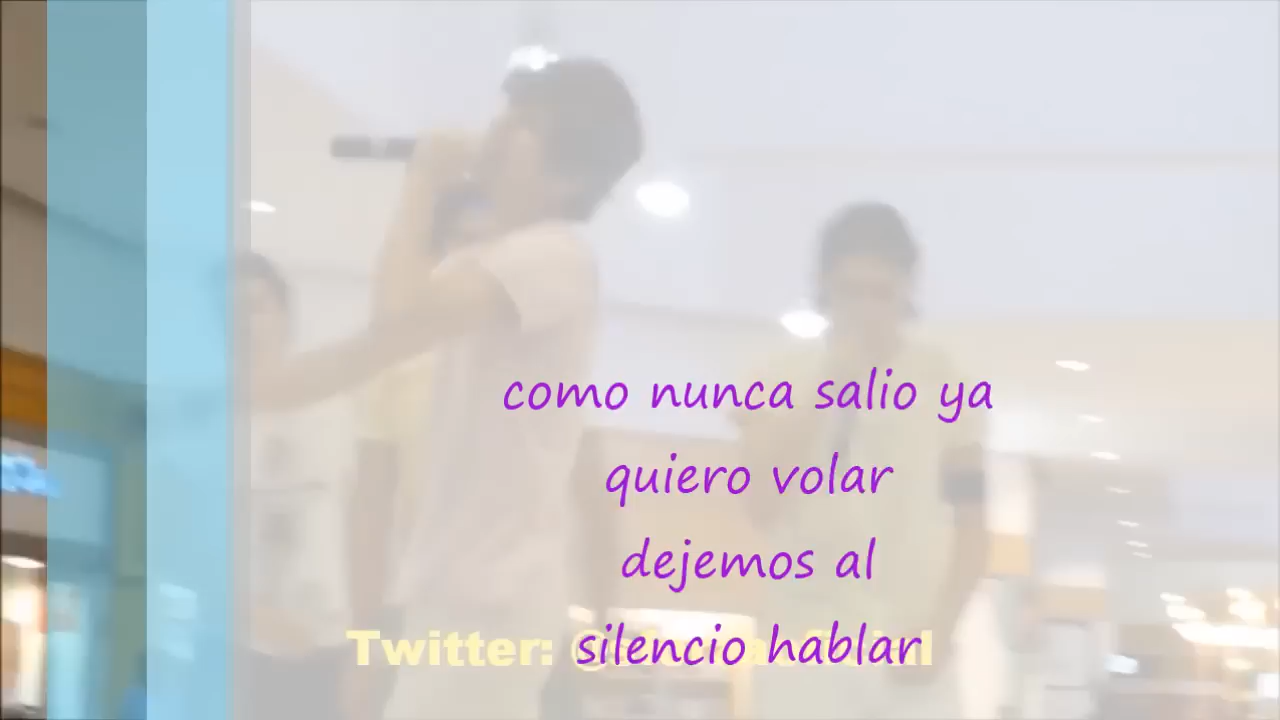 como nunca salio ya
quiero volar
dejemos al
silencio hablar
Twitter: